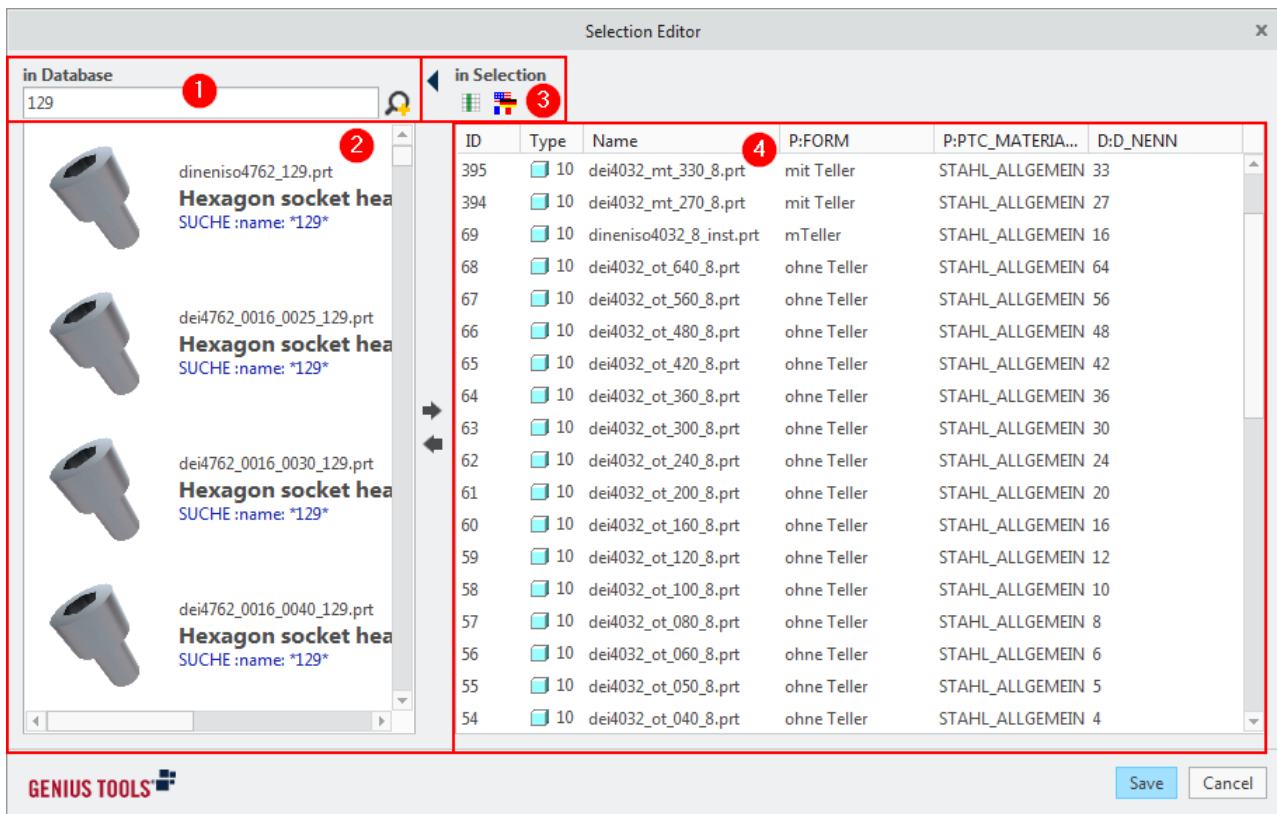 Selection Editor
in Database
1
129
in Selection
3
2
dineniso4762_129.prt
Hexagon socket hea
SUCHE :name: *129*
dei4762_0016_0025_129.prt
Hexagon socket hea
SUCHE :name: *129*
dei4762_0016_0030_129.prt
Hexagon socket hea
SUCHE :name: *129*
dei4762_0016_0040_129.prt
Hexagon socket hea
SUCHE :name: *129*
4
ID Type Name P:FORM P:PTC_MATERIA... D:D_NENN
395 10 dei4032_mt_330_8.prt mit Teller STAHL_ALLGEMEIN 33
394 10 dei4032_mt_270_8.prt mit Teller STAHL_ALLGEMEIN 27
69 10 dineniso4032_8_inst.prt mTeller STAHL_ALLGEMEIN 16
68 10 dei4032_ot_640_8.prt ohne Teller STAHL_ALLGEMEIN 64
67 10 dei4032_ot_560_8.prt ohne Teller STAHL_ALLGEMEIN 56
66 10 dei4032_ot_480_8.prt ohne Teller STAHL_ALLGEMEIN 48
65 10 dei4032_ot_420_8.prt ohne Teller STAHL_ALLGEMEIN 42
64 10 dei4032_ot_360_8.prt ohne Teller STAHL_ALLGEMEIN 36
63 10 dei4032_ot_300_8.prt ohne Teller STAHL_ALLGEMEIN 30
62 10 dei4032_ot_240_8.prt ohne Teller STAHL_ALLGEMEIN 24
61 10 dei4032_ot_200_8.prt ohne Teller STAHL_ALLGEMEIN 20
60 10 dei4032_ot_160_8.prt ohne Teller STAHL_ALLGEMEIN 16
59 10 dei4032_ot_120_8.prt ohne Teller STAHL_ALLGEMEIN 12
58 10 dei4032_ot_100_8.prt ohne Teller STAHL_ALLGEMEIN 10
57 10 dei4032_ot_080_8.prt ohne Teller STAHL_ALLGEMEIN 8
56 10 dei4032_ot_060_8.prt ohne Teller STAHL_ALLGEMEIN 6
55 10 dei4032_ot_050_8.prt ohne Teller STAHL_ALLGEMEIN 5
54 10 dei4032_ot_040_8.prt ohne Teller STAHL_ALLGEMEIN 4
GENIUS TOOLS
Save
Cancel